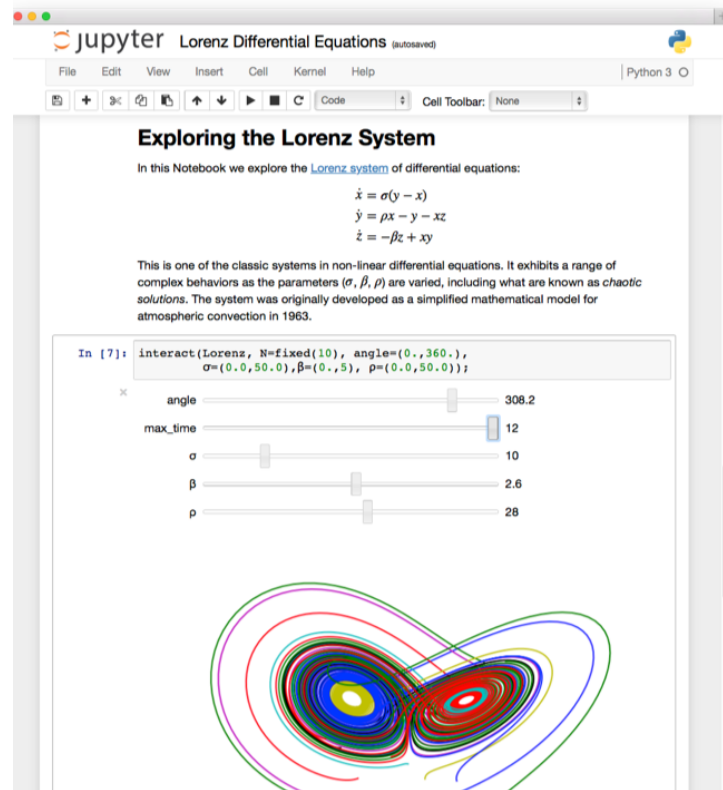 jupyter Lorenz Differential Equations (autosaved)
File Edit View Insert Cell Kernel Help Python 3
Code Cell Toolbar: None
Exploring the Lorenz System
In this Notebook we explore the Lorenz system of differential equations:
ẋ = σ(y − x)
ẏ = ρx − y − xz
ż = −βz + xy
This is one of the classic systems in non-linear differential equations. It exhibits a range of
complex behaviors as the parameters (σ, β, ρ) are varied, including what are known as chaotic
solutions. The system was originally developed as a simplified mathematical model for
atmospheric convection in 1963.
In [7]: interact(Lorenz, N=fixed(10), angle=(0.,360.),
σ=(0.0,50.0),β=(0.,5), ρ=(0.0,50.0));
angle 308.2
max_time 12
σ 10
β 2.6
ρ 28